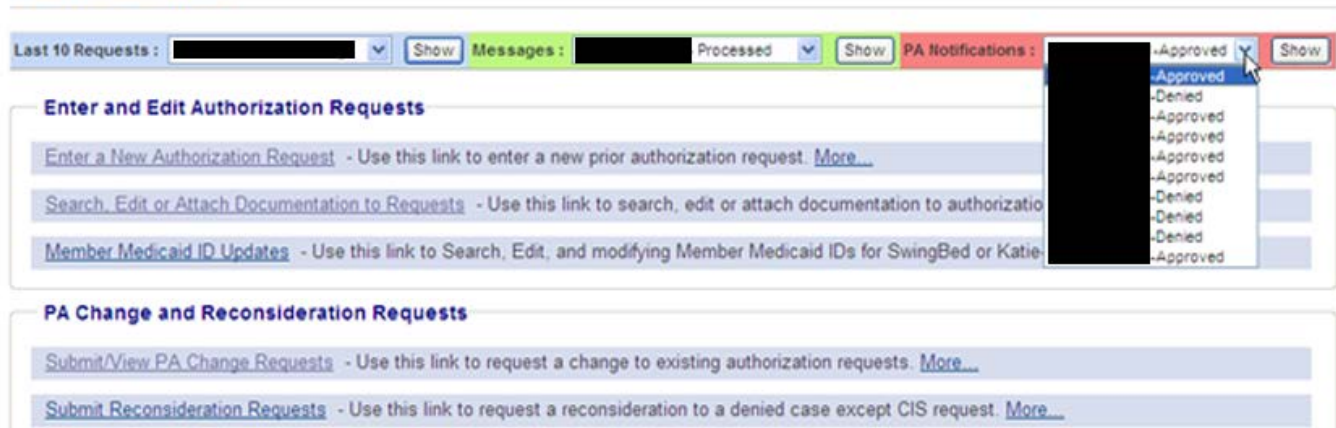 Last 10 Requests : Show Messages : Processed Show PA Notifications : -Approved Show
-Approved
-Denied
-Approved
-Approved
-Approved
-Approved
-Denied
-Denied
-Denied
-Approved
Enter and Edit Authorization Requests
Enter a New Authorization Request - Use this link to enter a new prior authorization request. More...
Search, Edit or Attach Documentation to Requests - Use this link to search, edit or attach documentation to authorizatio
Member Medicaid ID Updates - Use this link to Search, Edit, and modifying Member Medicaid IDs for SwingBed or Katie-
PA Change and Reconsideration Requests
Submit/View PA Change Requests - Use this link to request a change to existing authorization requests. More...
Submit Reconsideration Requests - Use this link to request a reconsideration to a denied case except CIS request. More...